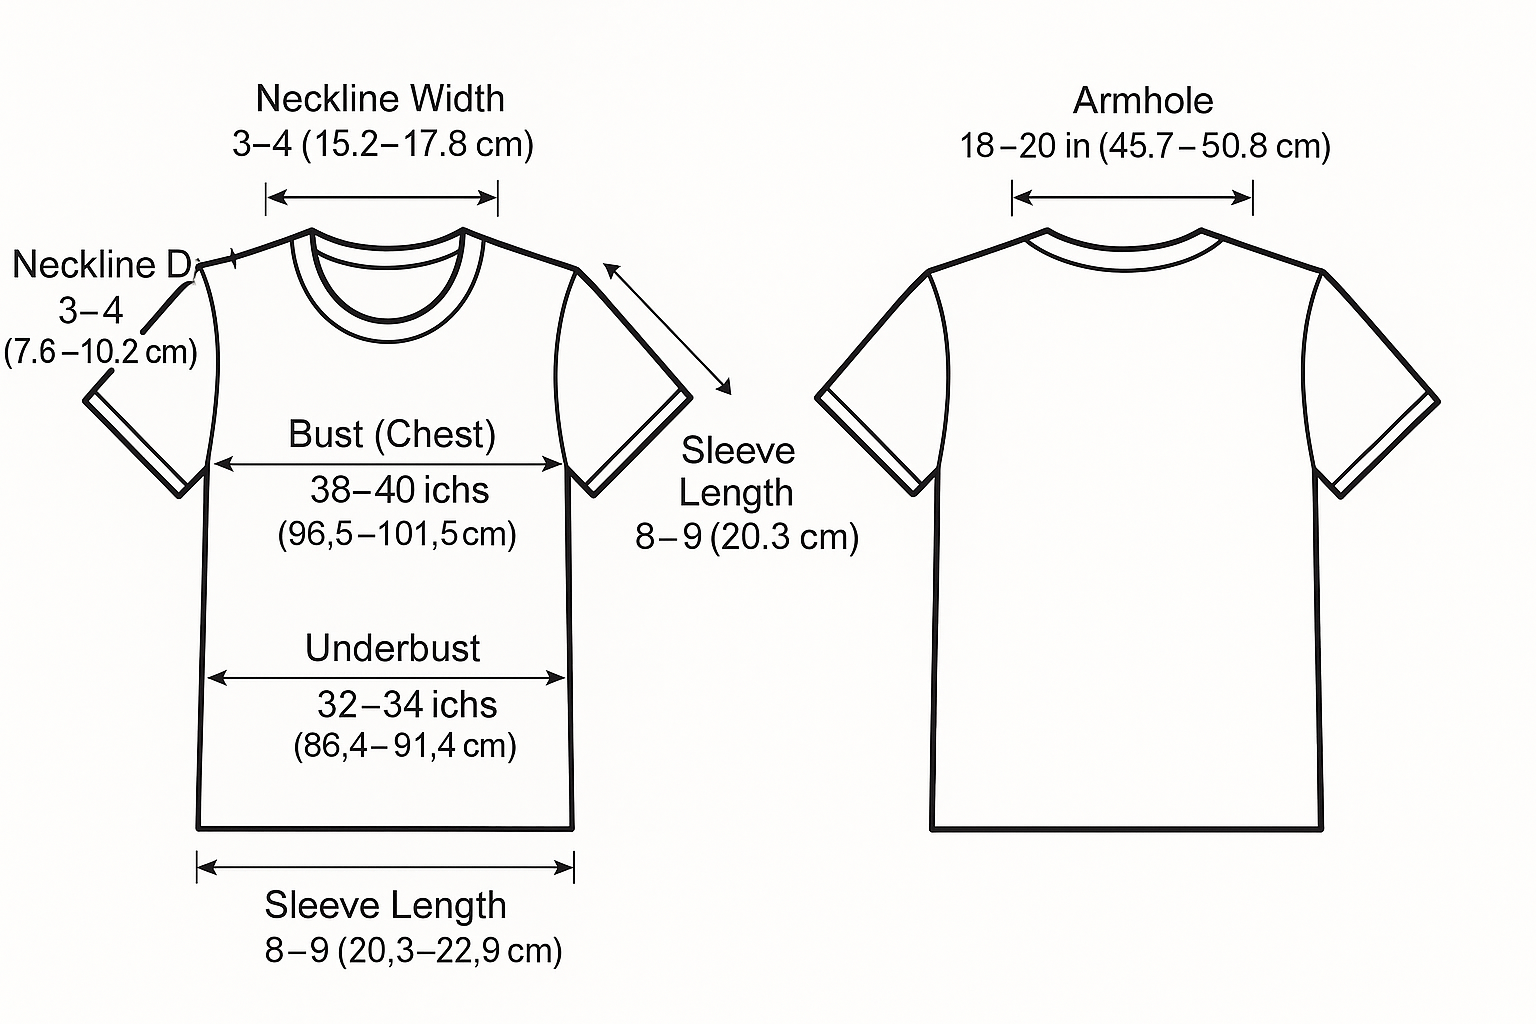 Neckline Width
3–4 (15.2–17.8 cm)
Armhole
18–20 in (45.7–50.8 cm)
Neckline D
3–4
(7.6–10.2 cm)
Bust (Chest)
38–40 ichs
(96,5–101,5 cm)
Sleeve
Length
8–9 (20.3 cm)
Underbust
32–34 ichs
(86,4–91,4 cm)
Sleeve Length
8–9 (20,3–22,9 cm)